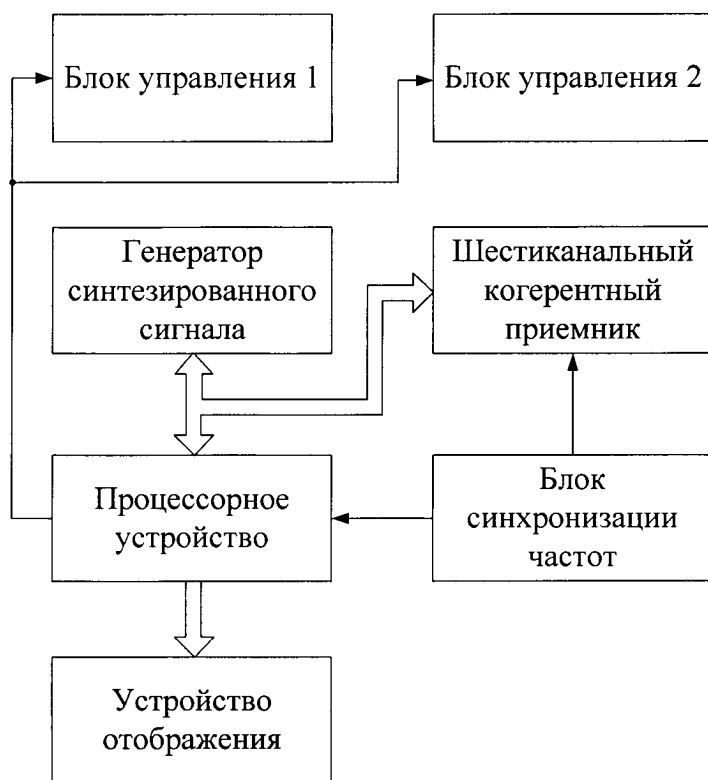 Блок управления 1
Блок управления 2
Генератор
синтезированного
сигнала
Шестиканальный
когерентный
приемник
Процессорное
устройство
Блок
синхронизации
частот
Устройство
отображения